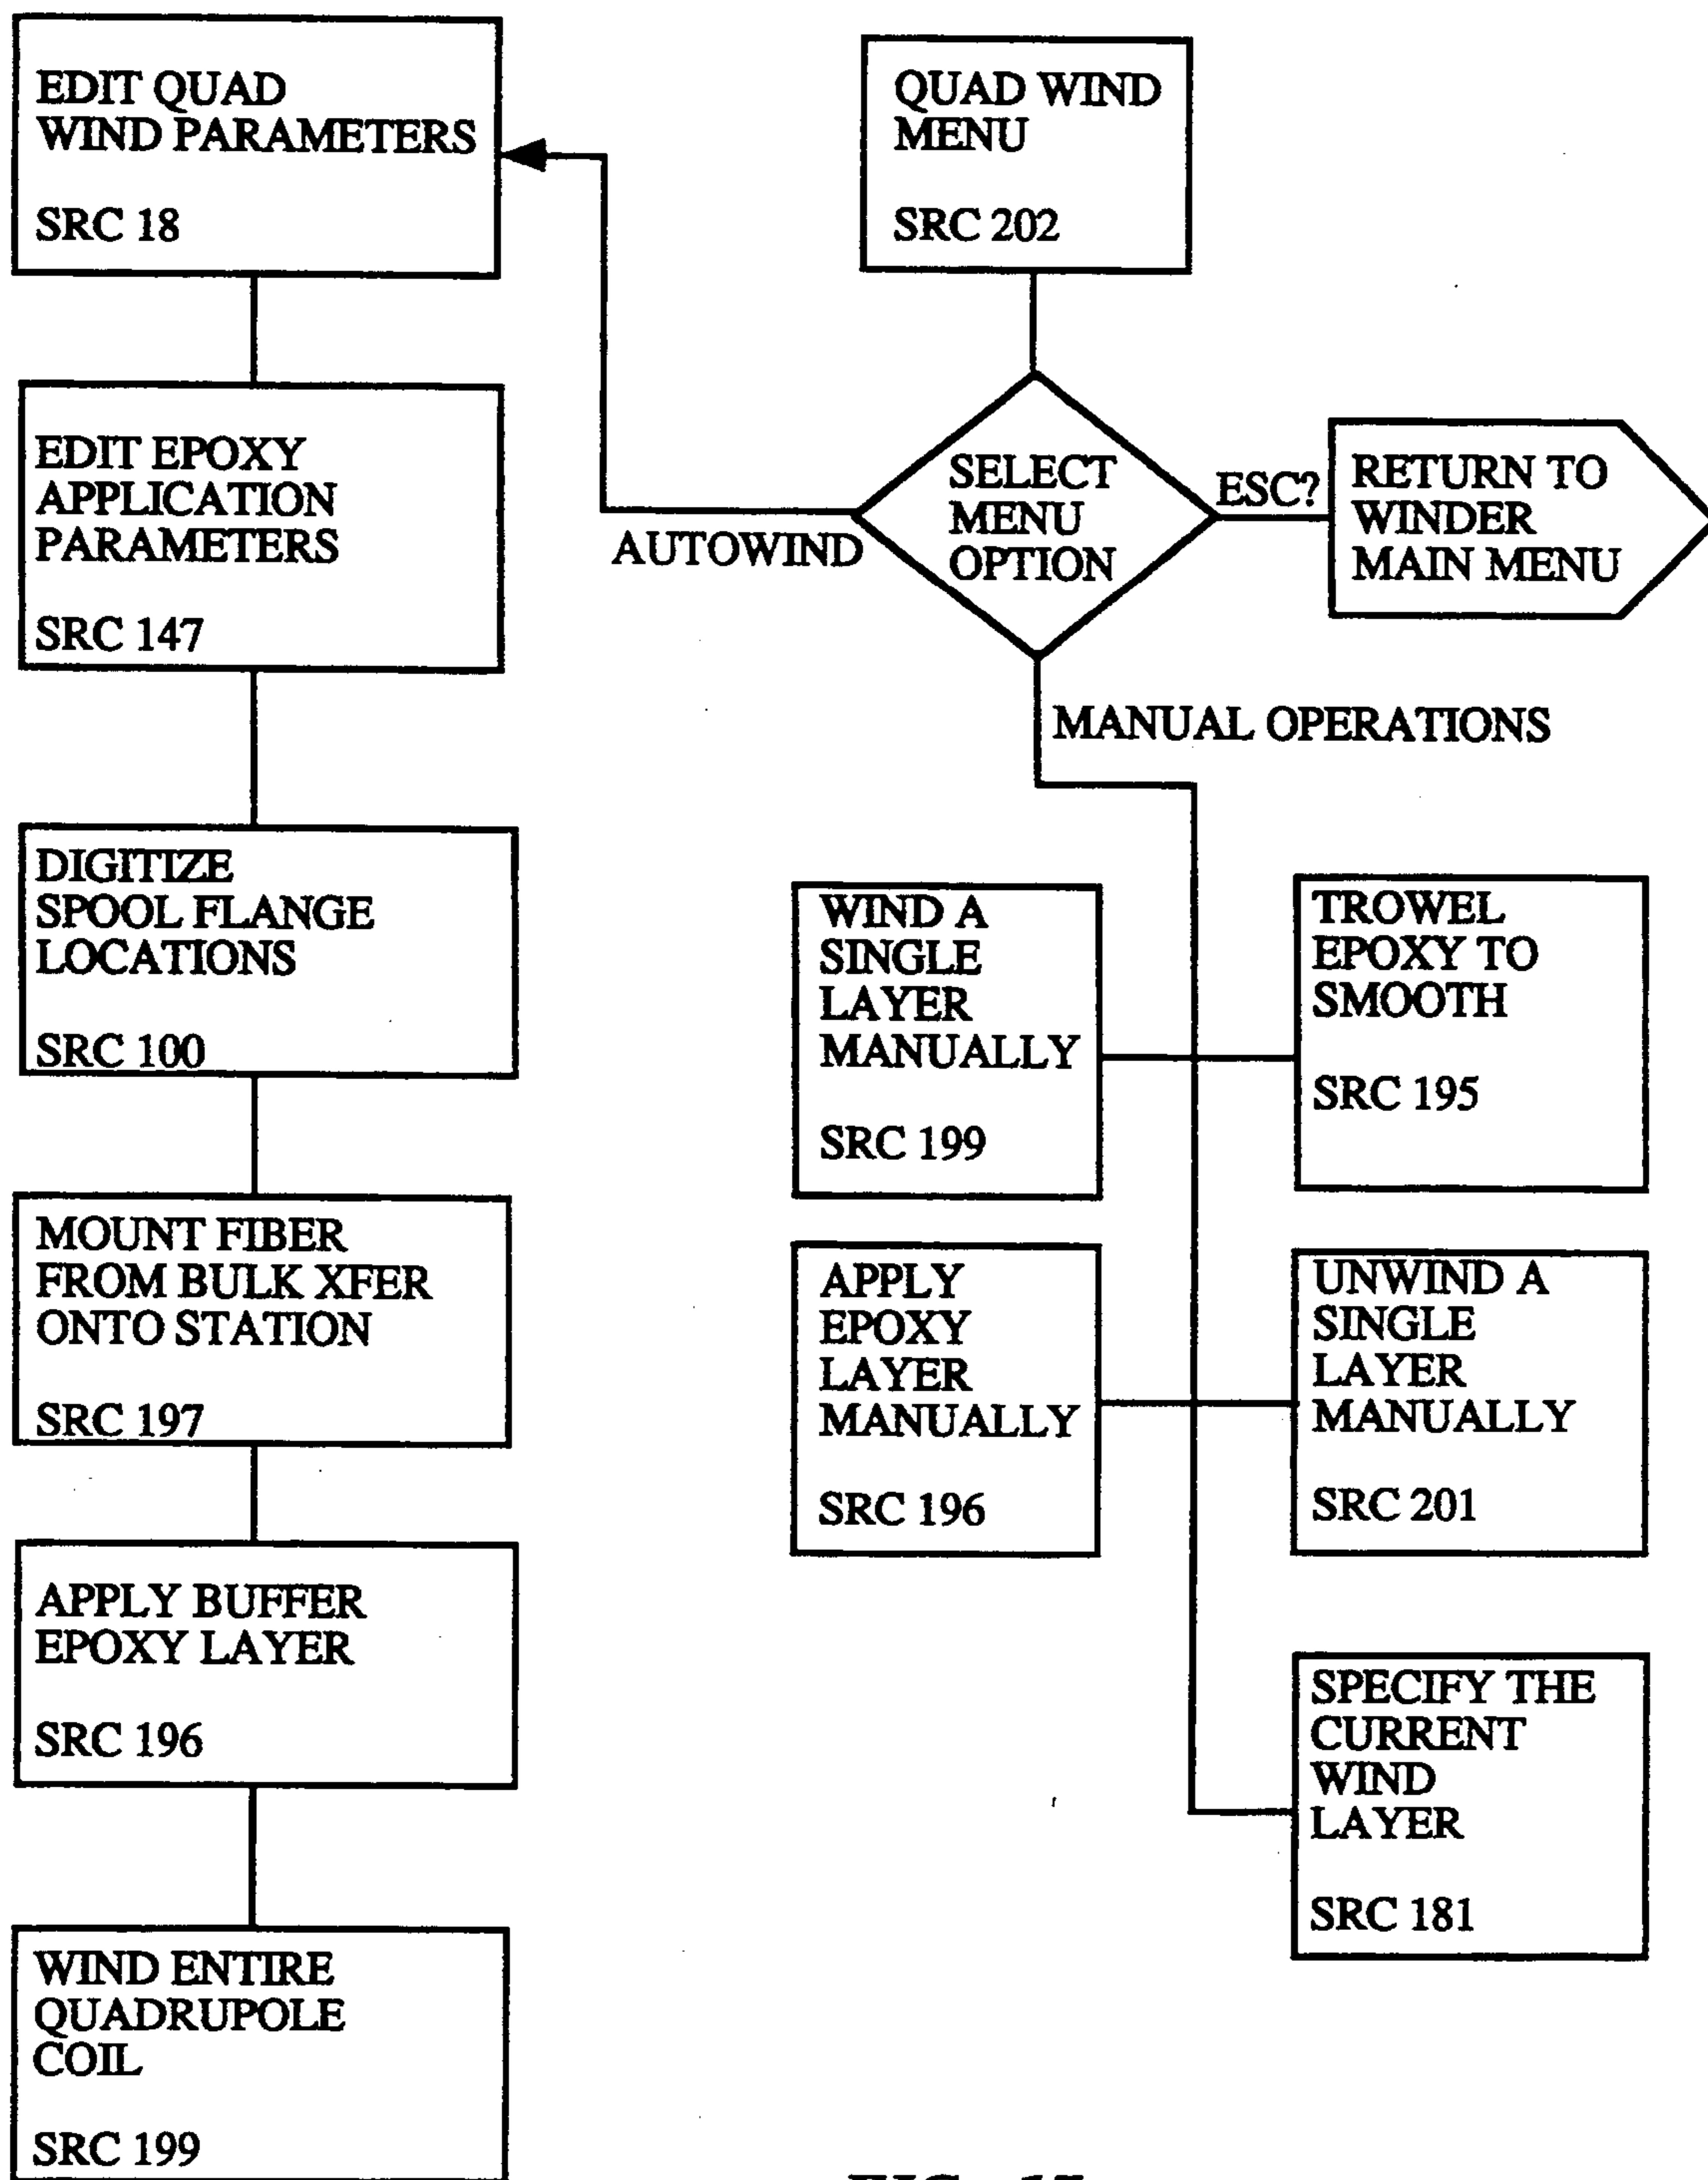 EDIT QUAD
WIND PARAMETERS
SRC 18
EDIT EPOXY
APPLICATION
PARAMETERS
SRC 147
DIGITIZE
SPOOL FLANGE
LOCATIONS
SRC 100
MOUNT FIBER
FROM BULK XFER
ONTO STATION
SRC 197
APPLY BUFFER
EPOXY LAYER
SRC 196
WIND ENTIRE
QUADRUPOLE
COIL
SRC 199
QUAD WIND
MENU
SRC 202
SELECT
MENU
OPTION
AUTOWIND
ESC?
RETURN TO
WINDER
MAIN MENU
MANUAL OPERATIONS
WIND A
SINGLE
LAYER
MANUALLY
SRC 199
TROWEL
EPOXY TO
SMOOTH
SRC 195
APPLY
EPOXY
LAYER
MANUALLY
SRC 196
UNWIND A
SINGLE
LAYER
MANUALLY
SRC 201
SPECIFY THE
CURRENT
WIND
LAYER
SRC 181